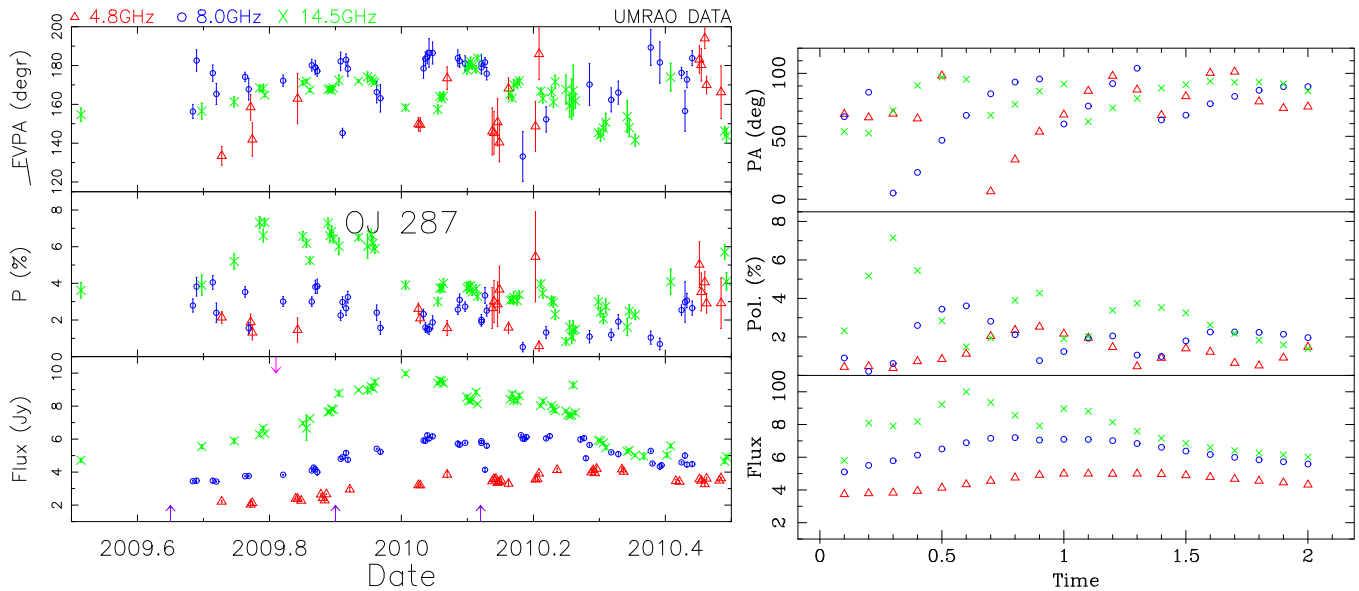 △ 4.8GHz ○ 8.0GHz × 14.5GHz UMRAO DATA
EVPA (degr)
200
180
160
140
120
P (%)
8
6
4
2
0
OJ 287
Flux (Jy)
10
8
6
4
2
2009.6 2009.8 2010 2010.2 2010.4
Date
PA (deg)
100
50
0
Pol. (%)
8
6
4
2
Flux
100
8
6
4
2
0 0.5 1 1.5 2
Time